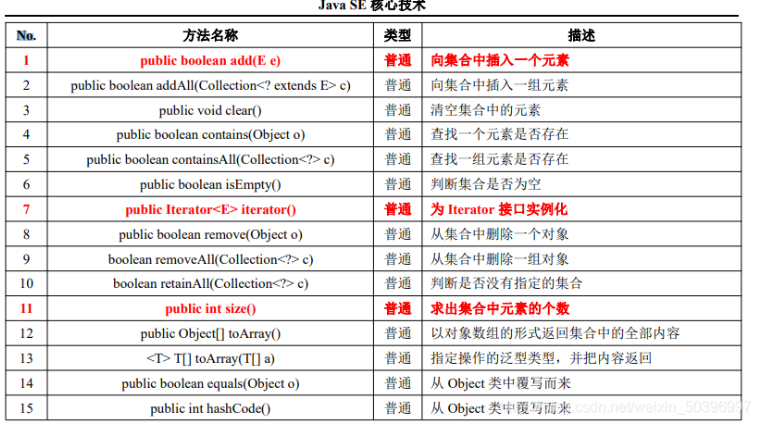 Java SE 核心技术
No. 方法名称 类型 描述
1 public boolean add(E e) 普通 向集合中插入一个元素
2 public boolean addAll(Collection<? extends E> c) 普通 向集合中插入一组元素
3 public void clear() 普通 清空集合中的元素
4 public boolean contains(Object o) 普通 查找一个元素是否存在
5 public boolean containsAll(Collection<?> c) 普通 查找一组元素是否存在
6 public boolean isEmpty() 普通 判断集合是否为空
7 public Iterator<E> iterator() 普通 为 Iterator 接口实例化
8 public boolean remove(Object o) 普通 从集合中删除一个对象
9 boolean removeAll(Collection<?> c) 普通 从集合中删除一组对象
10 boolean retainAll(Collection<?> c) 普通 判断是否没有指定的集合
11 public int size() 普通 求出集合中元素的个数
12 public Object[] toArray() 普通 以对象数组的形式返回集合中的全部内容
13 <T> T[] toArray(T[] a) 普通 指定操作的泛型类型，并把内容返回
14 public boolean equals(Object o) 普通 从 Object 类中覆写而来
15 public int hashCode() 普通 从 Object 类中覆写而来
csdn.net/weixin_50396997